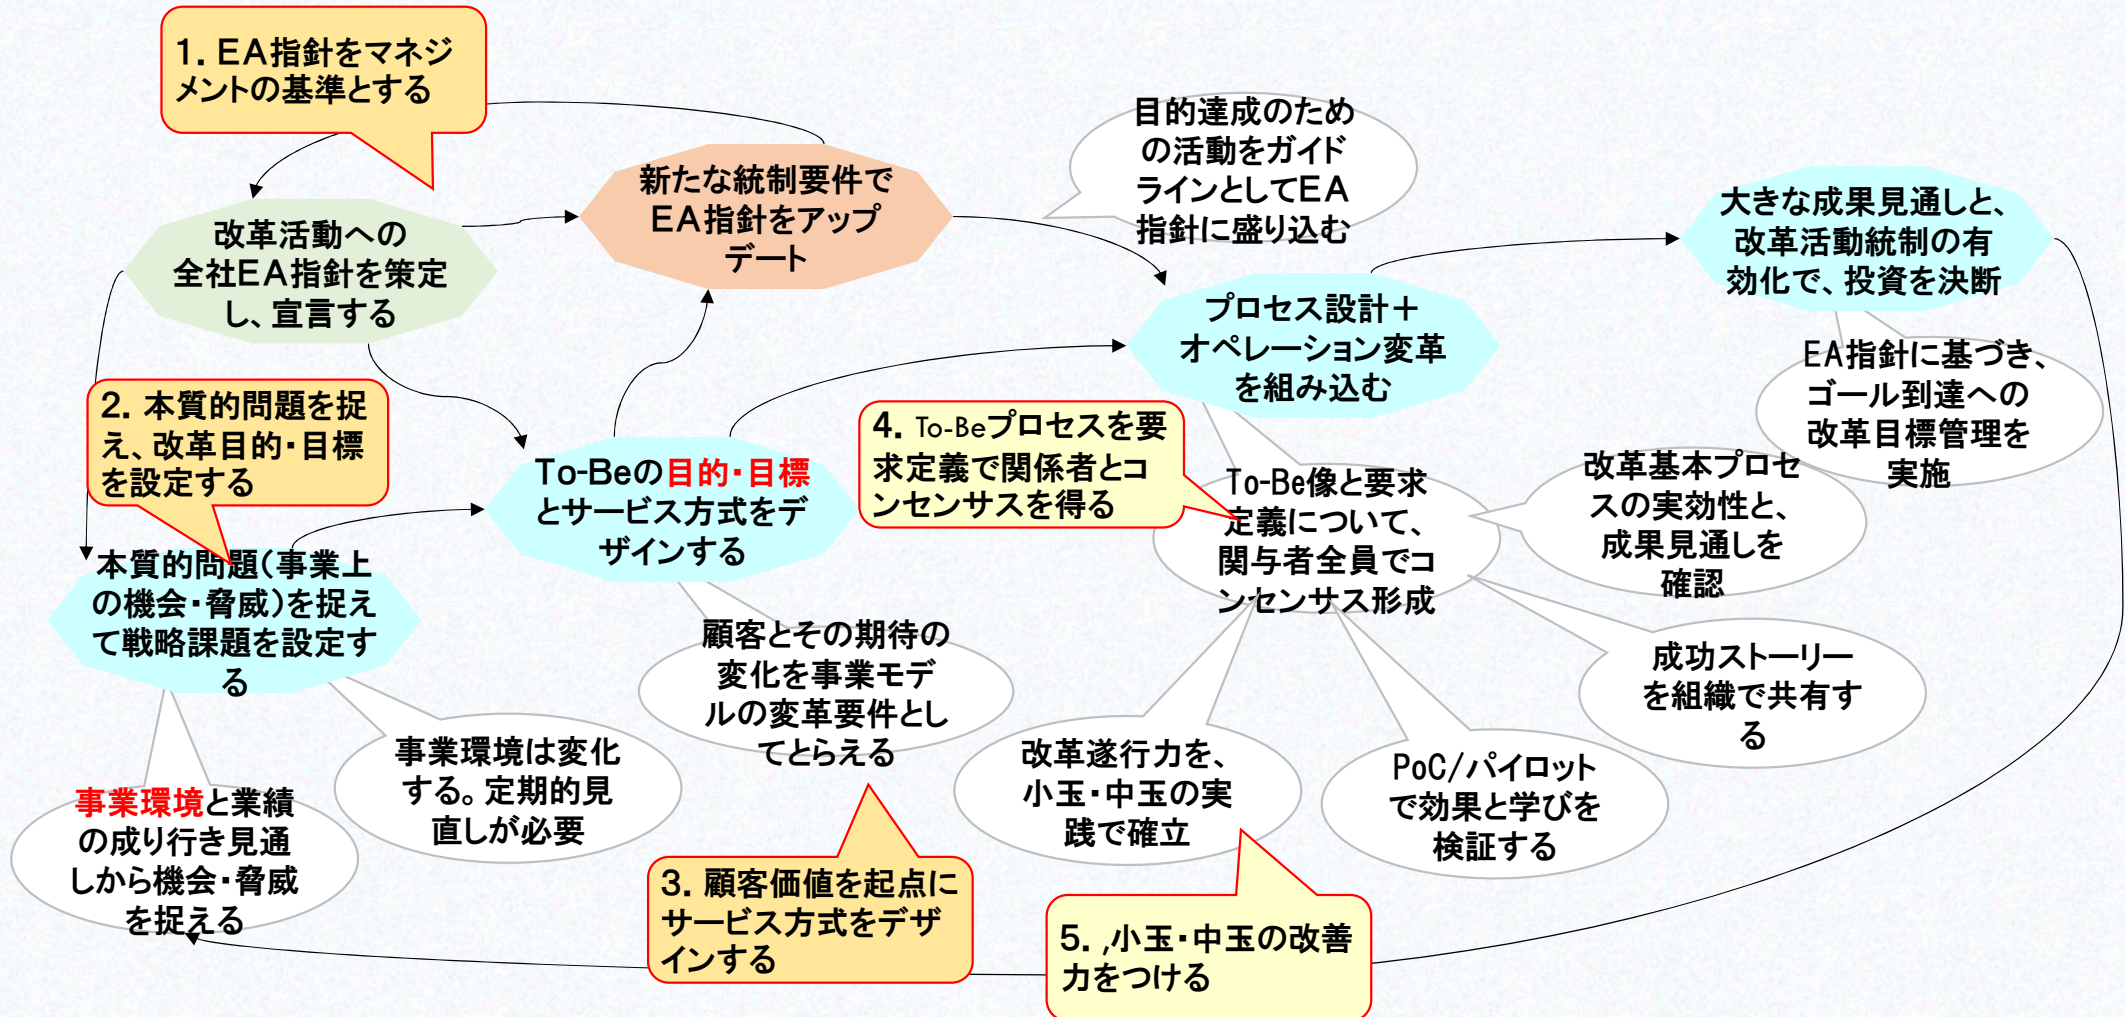 1. EA指針をマネジ
メントの基準とする
目的達成のため
の活動をガイド
ラインとしてEA
指針に盛り込む
新たな統制要件で
EA指針をアップ
デート
大きな成果見通しと、
改革活動統制の有
効化で、投資を決断
改革活動への
全社EA指針を策定
し、宣言する
プロセス設計＋
オペレーション変革
を組み込む
EA指針に基づき、
ゴール到達への
改革目標管理を
実施
2. 本質的問題を捉
え、改革目的・目標
を設定する
4. To-Beプロセスを要
求定義で関係者とコ
ンセンサスを得る
To-Beの目的・目標
とサービス方式をデ
ザインする
To-Be像と要求
定義について、
関与者全員でコ
ンセンサス形成
改革基本プロセ
スの実効性と、
成果見通しを
確認
本質的問題（事業上
の機会・脅威）を捉え
て戦略課題を設定す
る
顧客とその期待の
変化を事業モデ
ルの変革要件とし
てとらえる
成功ストーリー
を組織で共有す
る
事業環境は変化
する。定期的見
直しが必要
改革遂行力を、
小玉・中玉の実
践で確立
PoC/パイロット
で効果と学びを
検証する
事業環境と業績
の成り行き見通
しから機会・脅威
を捉える
3. 顧客価値を起点に
サービス方式をデザ
インする
5. ,小玉・中玉の改善
力をつける